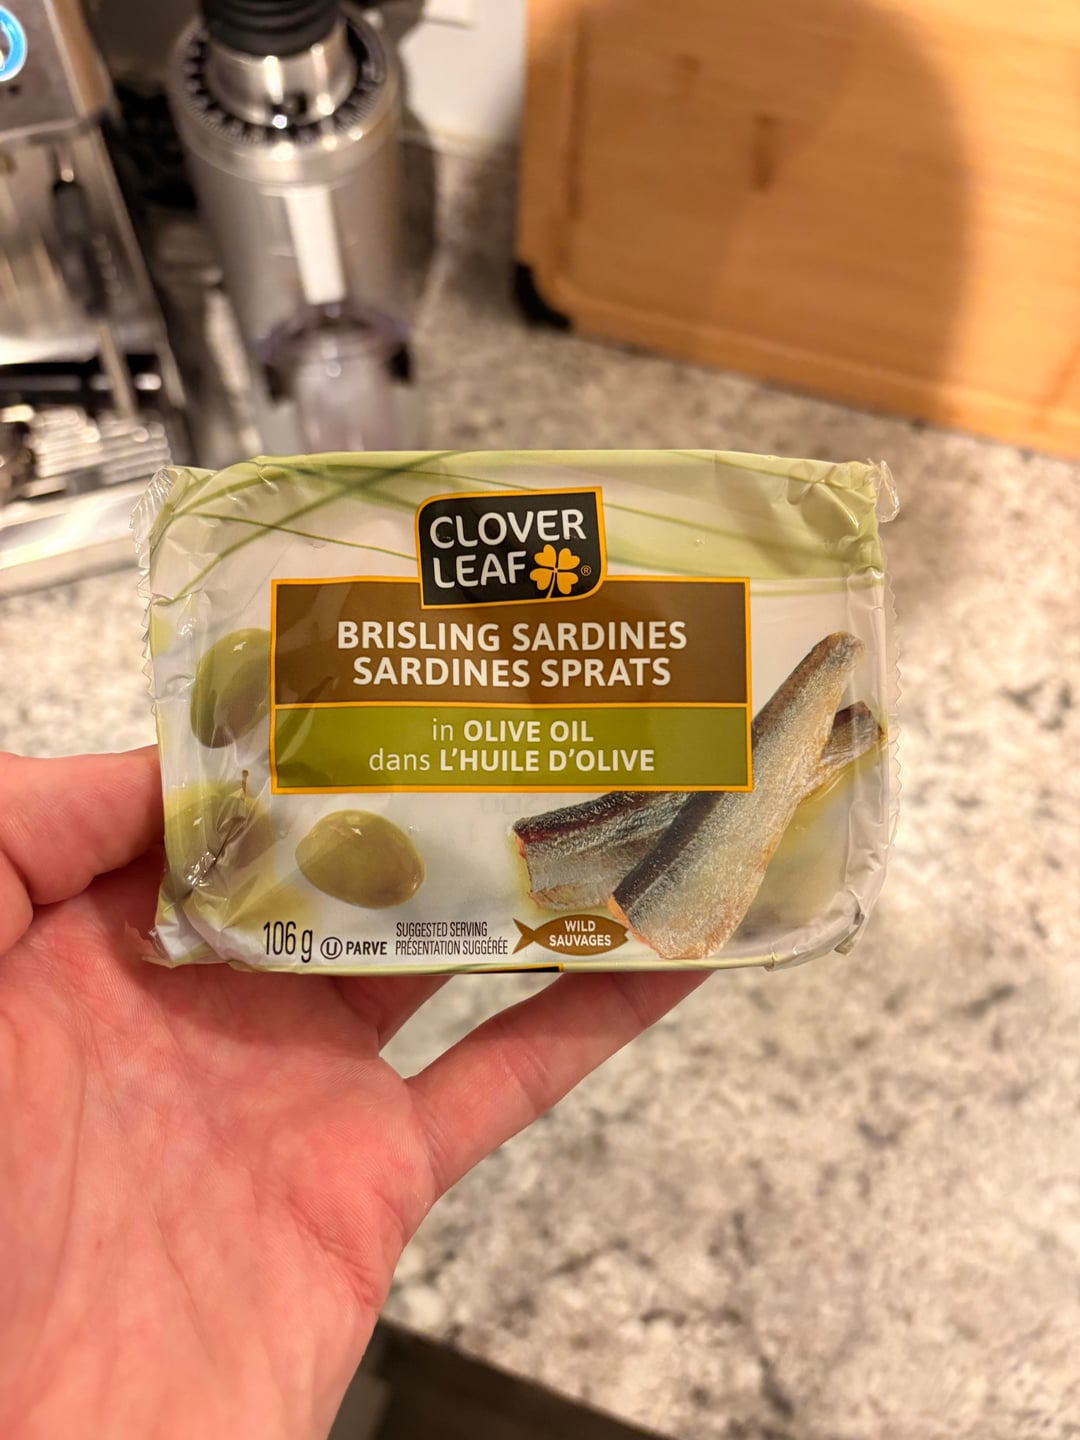 CLOVER
LEAF ®
BRISLING SARDINES
SARDINES SPRATS
in OLIVE OIL
dans L'HUILE D'OLIVE
106 g U PARVE
SUGGESTED SERVING
PRÉSENTATION SUGGÉRÉE
WILD
SAUVAGES